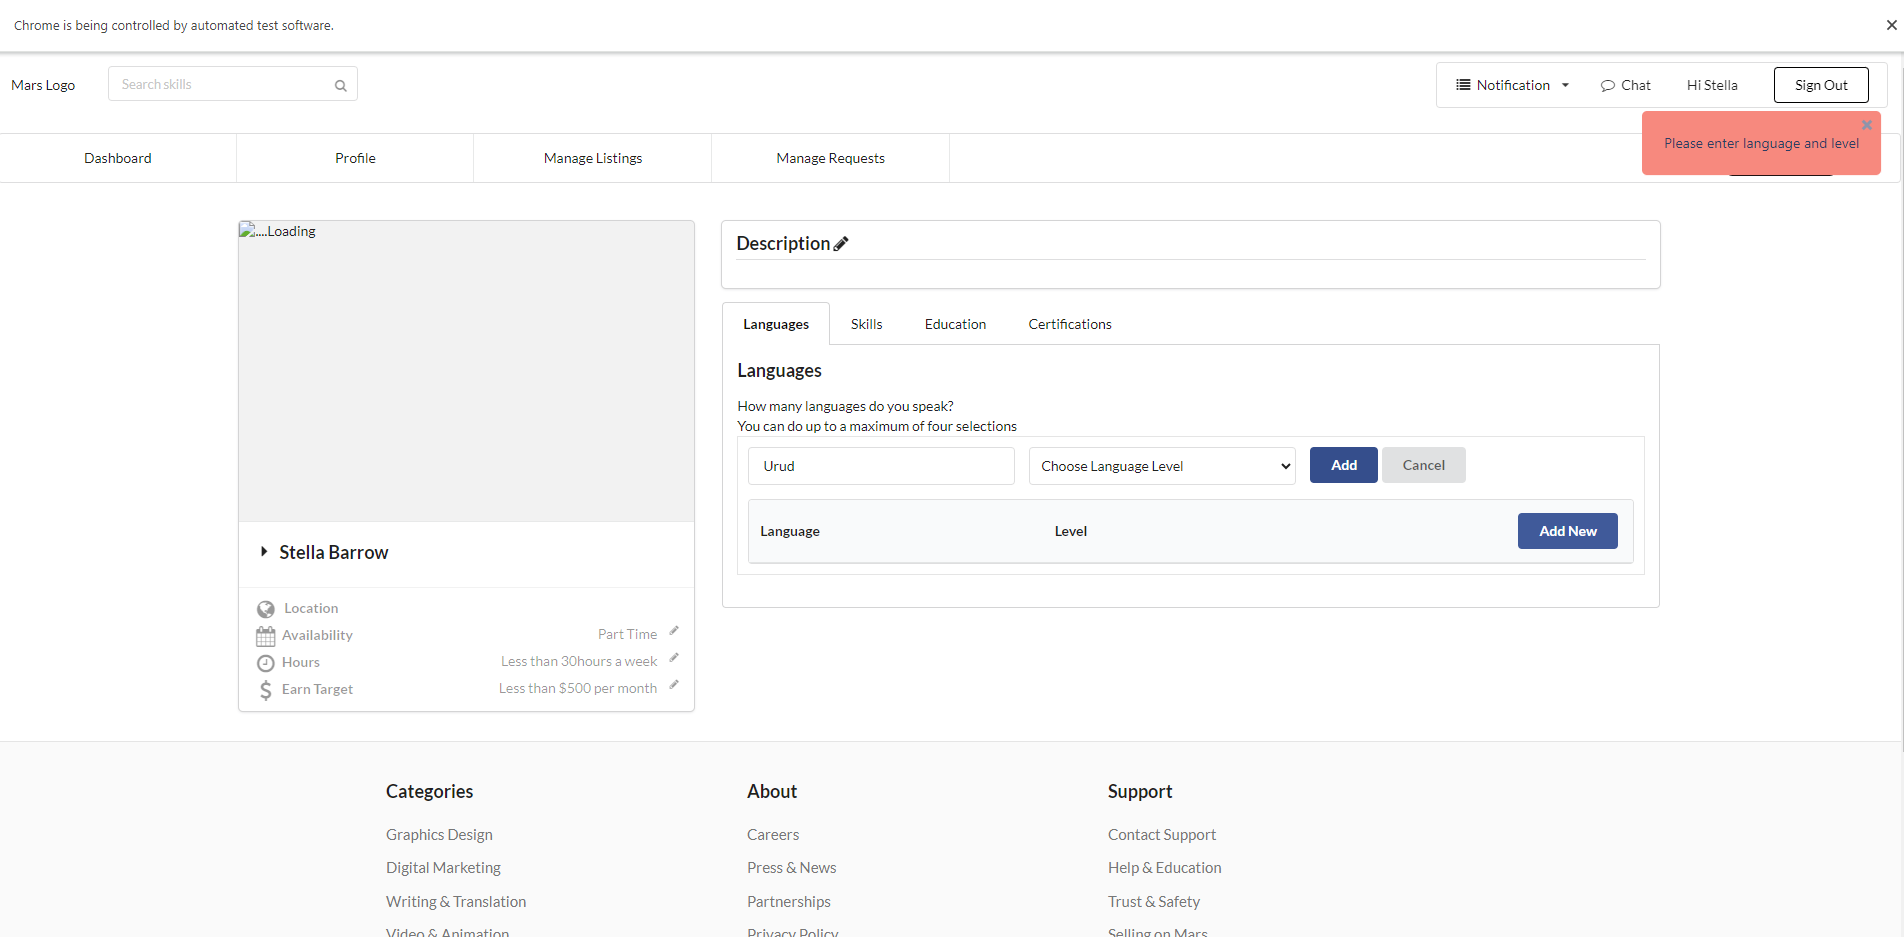 Chrome is being controlled by automated test software.
Mars Logo
Search skills
Notification
Chat
Hi Stella
Sign Out
Please enter language and level
Dashboard
Profile
Manage Listings
Manage Requests
....Loading
Description
Languages
Skills
Education
Certifications
Languages
How many languages do you speak?
You can do up to a maximum of four selections
Urud
Choose Language Level
Add
Cancel
Language
Level
Add New
Stella Barrow
Location
Availability
Part Time
Hours
Less than 30hours a week
Earn Target
Less than $500 per month
Categories
About
Support
Graphics Design
Careers
Contact Support
Digital Marketing
Press & News
Help & Education
Writing & Translation
Partnerships
Trust & Safety
Video & Animation
Privacy Policy
Selling on Mars